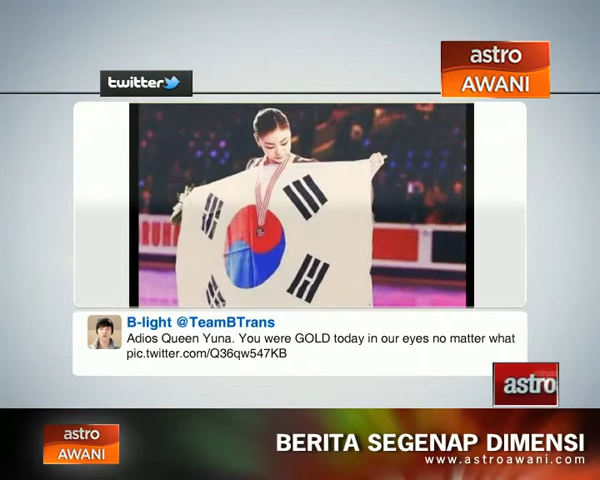 twitter
astro
AWANI
RUM
B-light @TeamBTrans
Adios Queen Yuna. You were GOLD today in our eyes no matter what
pic.twitter.com/Q36qw547KB
astro
astro
AWANI
BERITA SEGENAP DIMENSI
www.astroawani.com